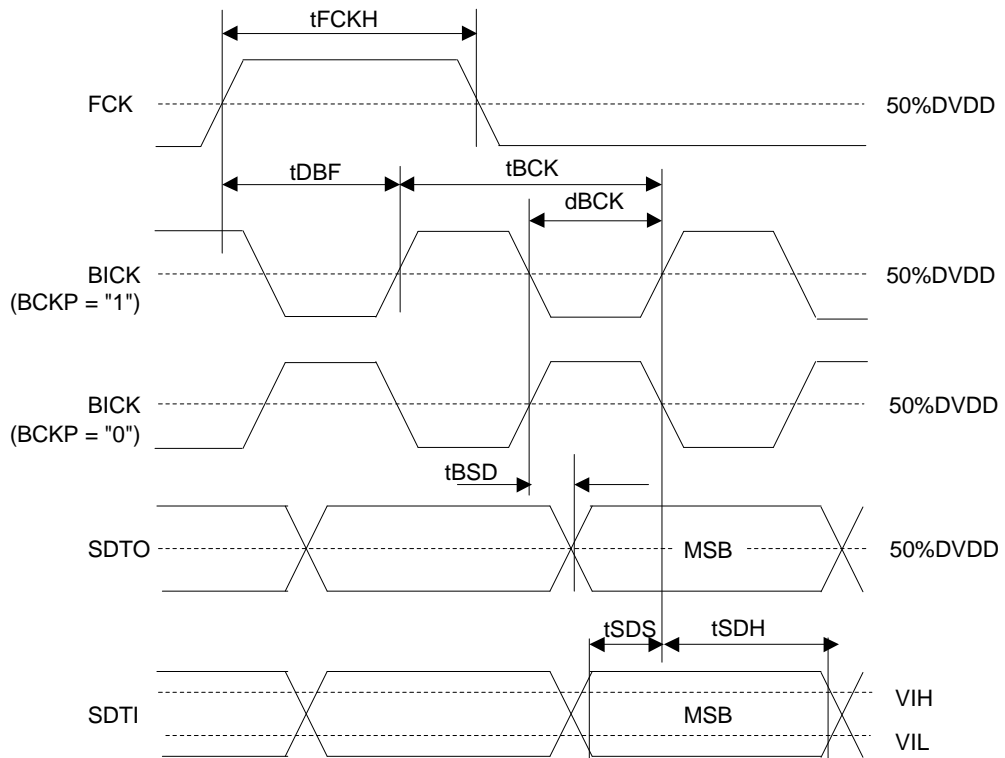 tFCKH
FCK
50%DVDD
tDBF
tBCK
dBCK
BICK
50%DVDD
(BCKP = "1")
BICK
50%DVDD
(BCKP = "0")
tBSD
SDTO
MSB
50%DVDD
tSDS
tSDH
VIH
SDTI
MSB
VIL